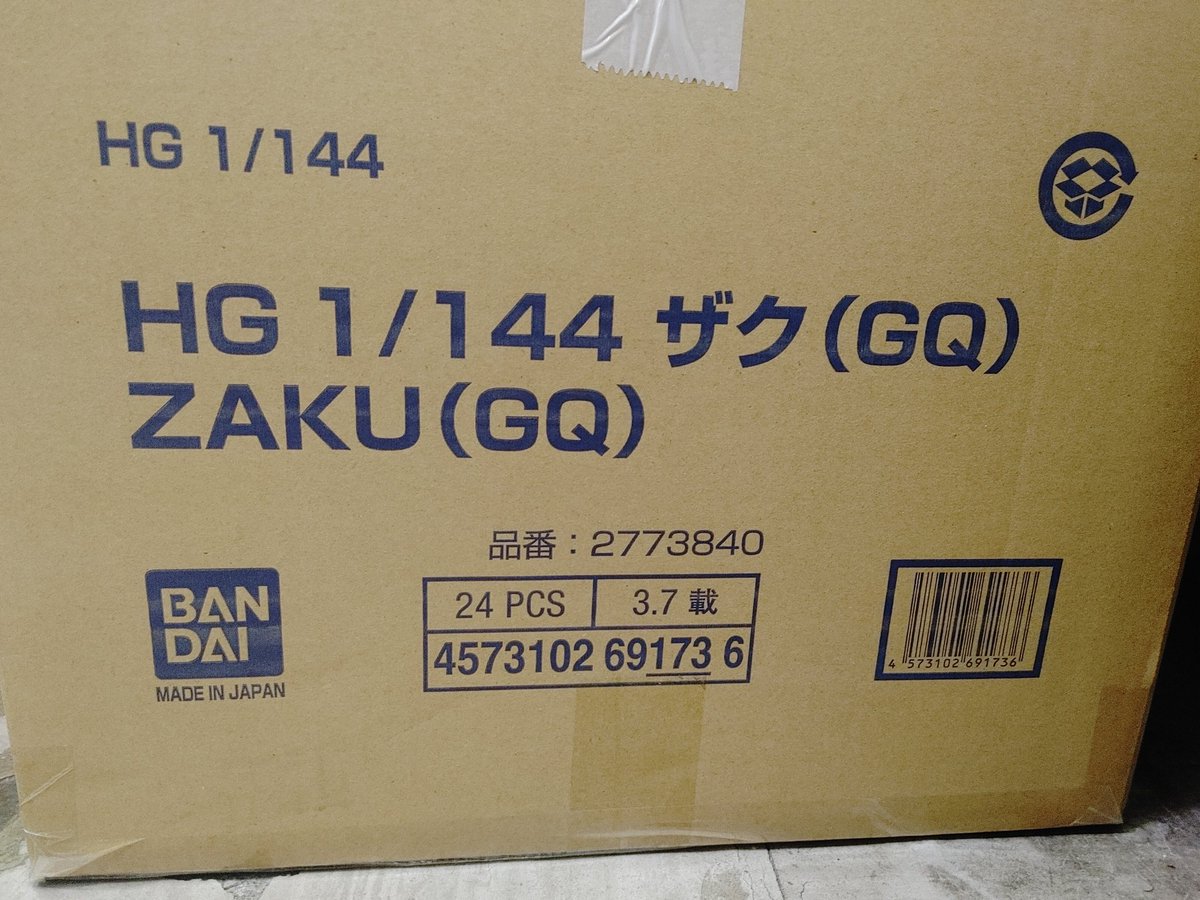 HG 1/144
HG 1/144 ザク(GQ)
ZAKU(GQ)
品番：2773840
BAN
DAI
MADE IN JAPAN
24 PCS
3.7 載
4573102 69173 6
4 573102 691736